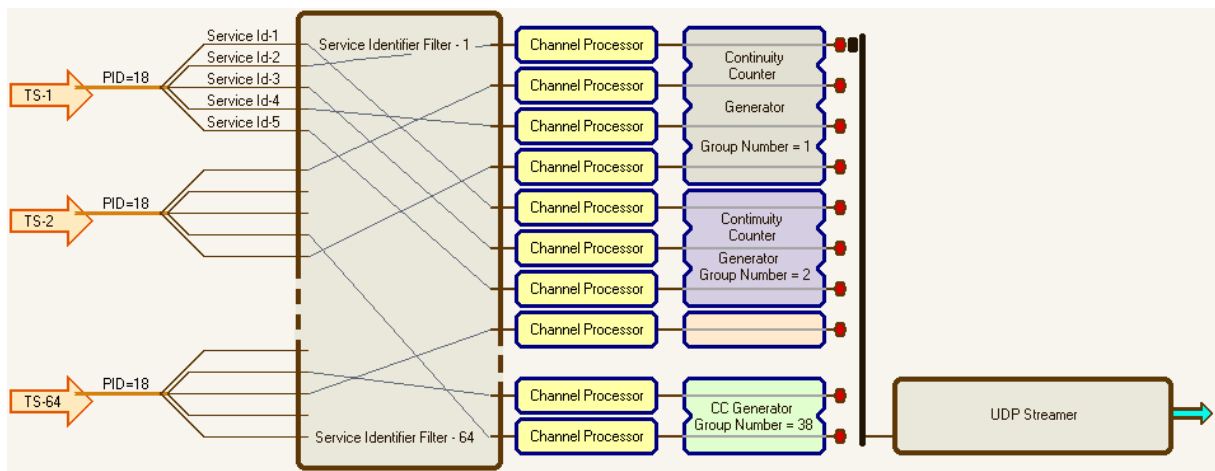 Service Id-1
Service Id-2
Service Id-3
Service Id-4
Service Id-5
PID=18
TS-1
PID=18
TS-2
PID=18
TS-64
Service Identifier Filter - 1
Service Identifier Filter - 64
Channel Processor
Channel Processor
Channel Processor
Channel Processor
Channel Processor
Channel Processor
Channel Processor
Channel Processor
Channel Processor
Channel Processor
Continuity
Counter
Generator
Group Number = 1
Continuity
Counter
Generator
Group Number = 2
CC Generator
Group Number = 38
UDP Streamer